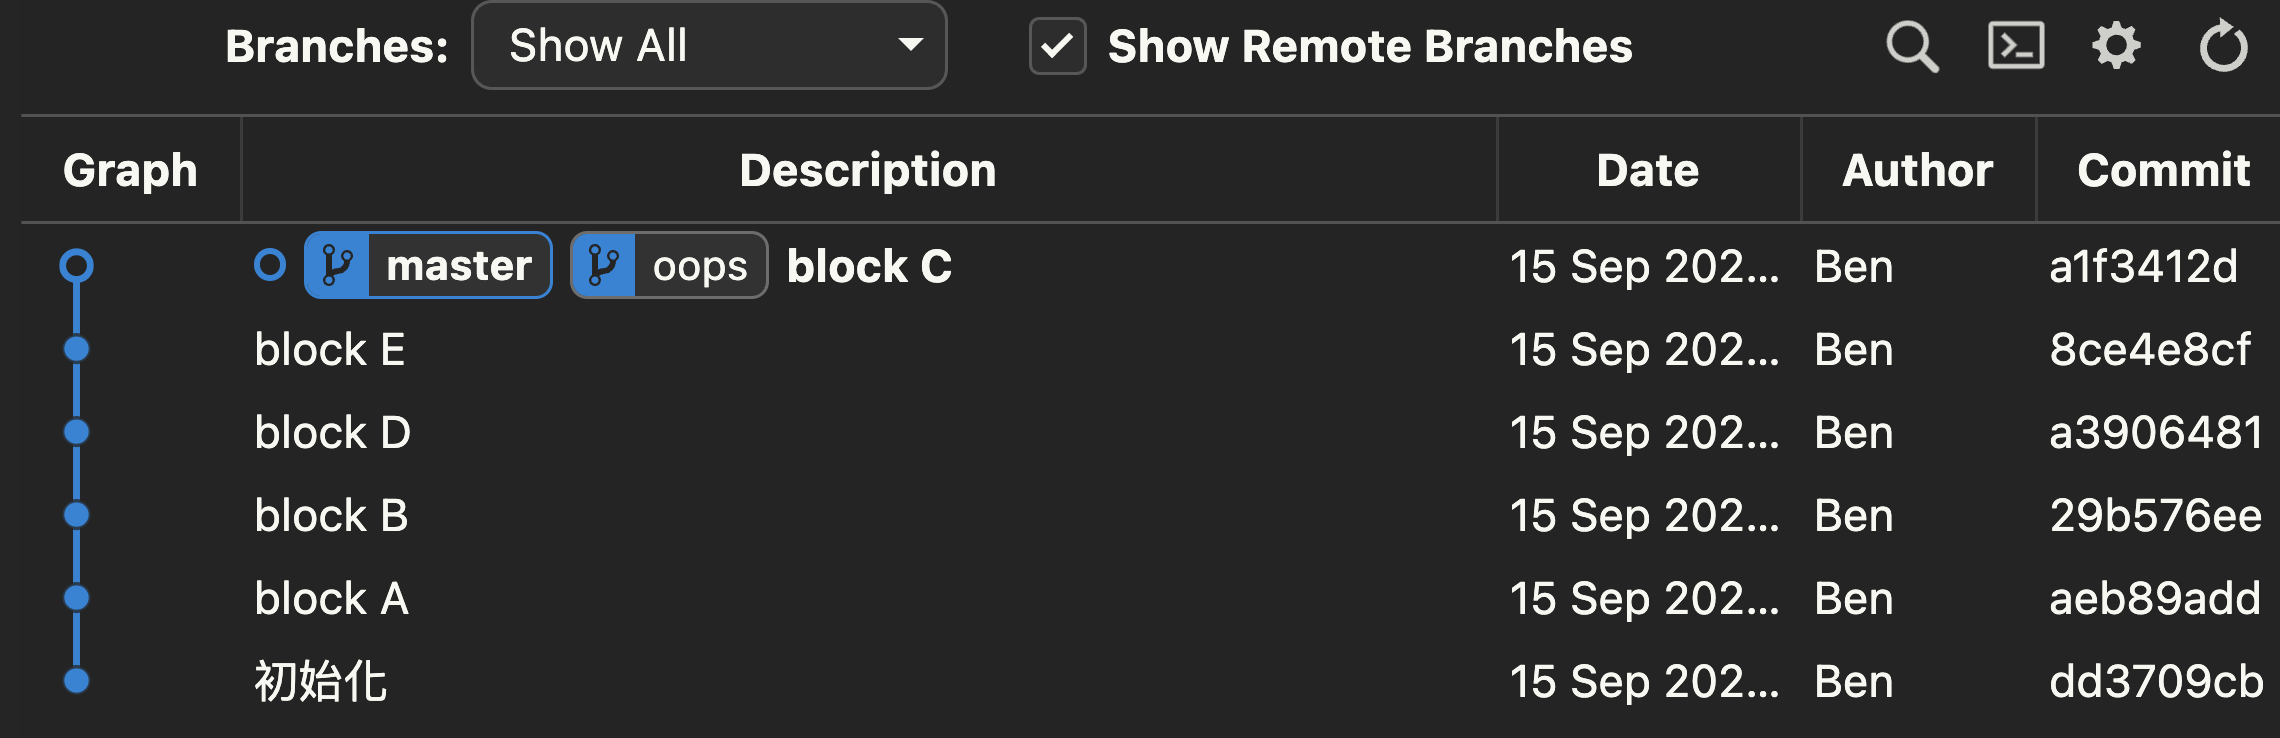 Branches: Show All Show Remote Branches
Graph Description Date Author Commit
master oops block C 15 Sep 202... Ben a1f3412d
block E 15 Sep 202... Ben 8ce4e8cf
block D 15 Sep 202... Ben a3906481
block B 15 Sep 202... Ben 29b576ee
block A 15 Sep 202... Ben aeb89add
初始化 15 Sep 202... Ben dd3709cb